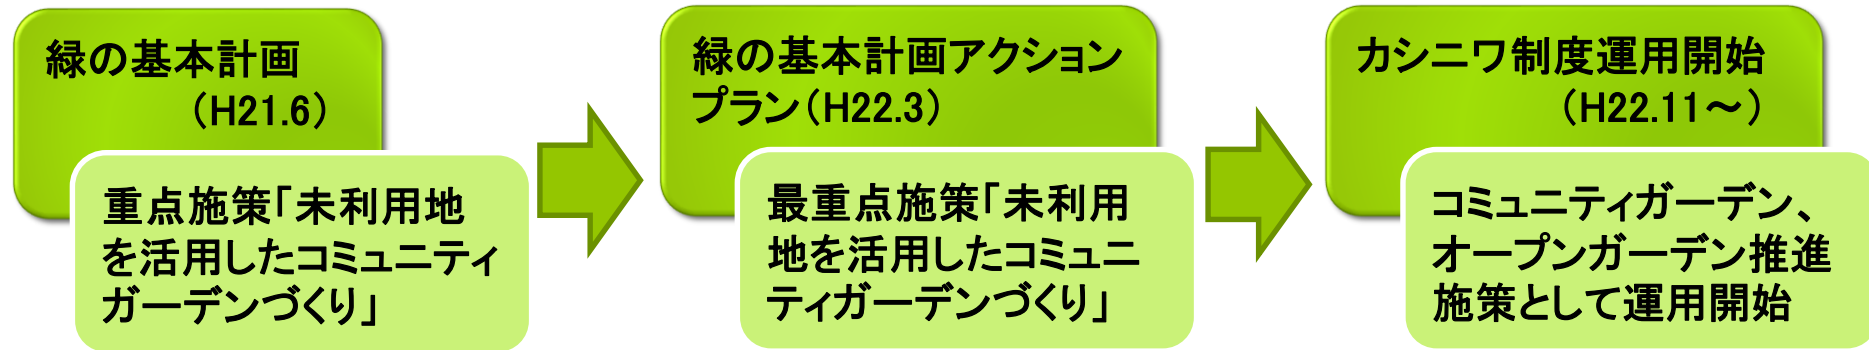 緑の基本計画
（H21.6）
重点施策「未利用地
を活用したコミュニティ
ガーデンづくり」
緑の基本計画アクション
プラン（H22.3）
最重点施策「未利用
地を活用したコミュニ
ティガーデンづくり」
カシニワ制度運用開始
（H22.11～）
コミュニティガーデン、
オープンガーデン推進
施策として運用開始